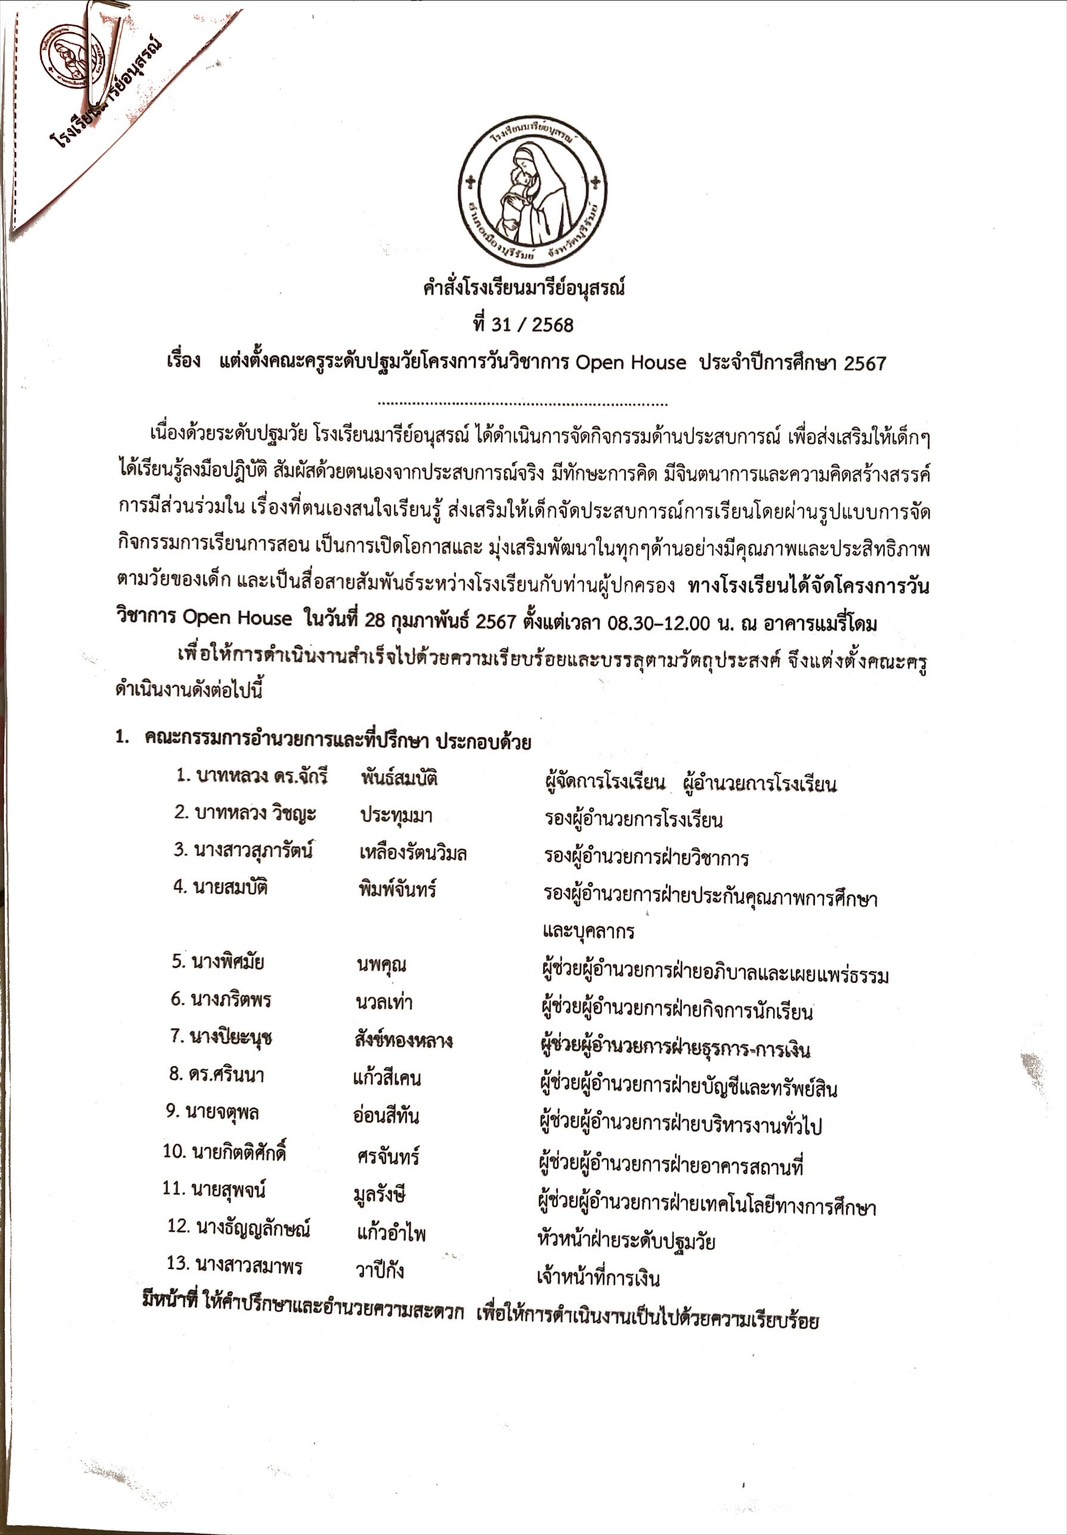 โรงเรียนมารีย์อนุสรณ์
โรงเรียนมารีย์อนุสรณ์
อำเภอเมืองบุรีรัมย์ จังหวัดบุรีรัมย์
คำสั่งโรงเรียนมารีย์อนุสรณ์
ที่ 31 / 2568
เรื่อง แต่งตั้งคณะครูระดับปฐมวัยโครงการวันวิชาการ Open House ประจำปีการศึกษา 2567
เนื่องด้วยระดับปฐมวัย โรงเรียนมารีย์อนุสรณ์ ได้ดำเนินการจัดกิจกรรมด้านประสบการณ์ เพื่อส่งเสริมให้เด็กๆ
ได้เรียนรู้ลงมือปฏิบัติ สัมผัสด้วยตนเองจากประสบการณ์จริง มีทักษะการคิด มีจินตนาการและความคิดสร้างสรรค์
การมีส่วนร่วมใน เรื่องที่ตนเองสนใจเรียนรู้ ส่งเสริมให้เด็กจัดประสบการณ์การเรียนโดยผ่านรูปแบบการจัด
กิจกรรมการเรียนการสอน เป็นการเปิดโอกาสและ มุ่งเสริมพัฒนาในทุกๆด้านอย่างมีคุณภาพและประสิทธิภาพ
ตามวัยของเด็ก และเป็นสื่อสายสัมพันธ์ระหว่างโรงเรียนกับท่านผู้ปกครอง ทางโรงเรียนได้จัดโครงการวัน
วิชาการ Open House ในวันที่ 28 กุมภาพันธ์ 2567 ตั้งแต่เวลา 08.30-12.00 น. ณ อาคารแมรี่โดม
เพื่อให้การดำเนินงานสำเร็จไปด้วยความเรียบร้อยและบรรลุตามวัตถุประสงค์ จึงแต่งตั้งคณะครู
ดำเนินงานดังต่อไปนี้
1. คณะกรรมการอำนวยการและที่ปรึกษา ประกอบด้วย
1. บาทหลวง ดร.จักรี พันธ์สมบัติ ผู้จัดการโรงเรียน ผู้อำนวยการโรงเรียน
2. บาทหลวง วิชญะ ประทุมมา รองผู้อำนวยการโรงเรียน
3. นางสาวสุภารัตน์ เหลืองรัตนวิมล รองผู้อำนวยการฝ่ายวิชาการ
4. นายสมบัติ พิมพ์จันทร์ รองผู้อำนวยการฝ่ายประกันคุณภาพการศึกษา
และบุคลากร
5. นางพิศมัย นพคุณ ผู้ช่วยผู้อำนวยการฝ่ายอภิบาลและเผยแพร่ธรรม
6. นางภริตพร นวลเท่า ผู้ช่วยผู้อำนวยการฝ่ายกิจการนักเรียน
7. นางปิยะนุช สังข์ทองหลาง ผู้ช่วยผู้อำนวยการฝ่ายธุรการ-การเงิน
8. ดร.ศรินนา แก้วสีเคน ผู้ช่วยผู้อำนวยการฝ่ายบัญชีและทรัพย์สิน
9. นายจตุพล อ่อนสีทัน ผู้ช่วยผู้อำนวยการฝ่ายบริหารงานทั่วไป
10. นายกิตติศักดิ์ ศรจันทร์ ผู้ช่วยผู้อำนวยการฝ่ายอาคารสถานที่
11. นายสุพจน์ มูลรังษี ผู้ช่วยผู้อำนวยการฝ่ายเทคโนโลยีทางการศึกษา
12. นางธัญญลักษณ์ แก้วอำไพ หัวหน้าฝ่ายระดับปฐมวัย
13. นางสาวสมาพร วาปีกัง เจ้าหน้าที่การเงิน
มีหน้าที่ ให้คำปรึกษาและอำนวยความสะดวก เพื่อให้การดำเนินงานเป็นไปด้วยความเรียบร้อย